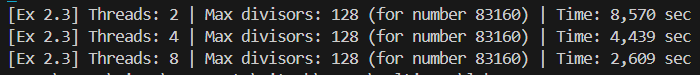 [Ex 2.3] Threads: 2 | Max divisors: 128 (for number 83160) | Time: 8,570 sec
[Ex 2.3] Threads: 4 | Max divisors: 128 (for number 83160) | Time: 4,439 sec
[Ex 2.3] Threads: 8 | Max divisors: 128 (for number 83160) | Time: 2,609 sec